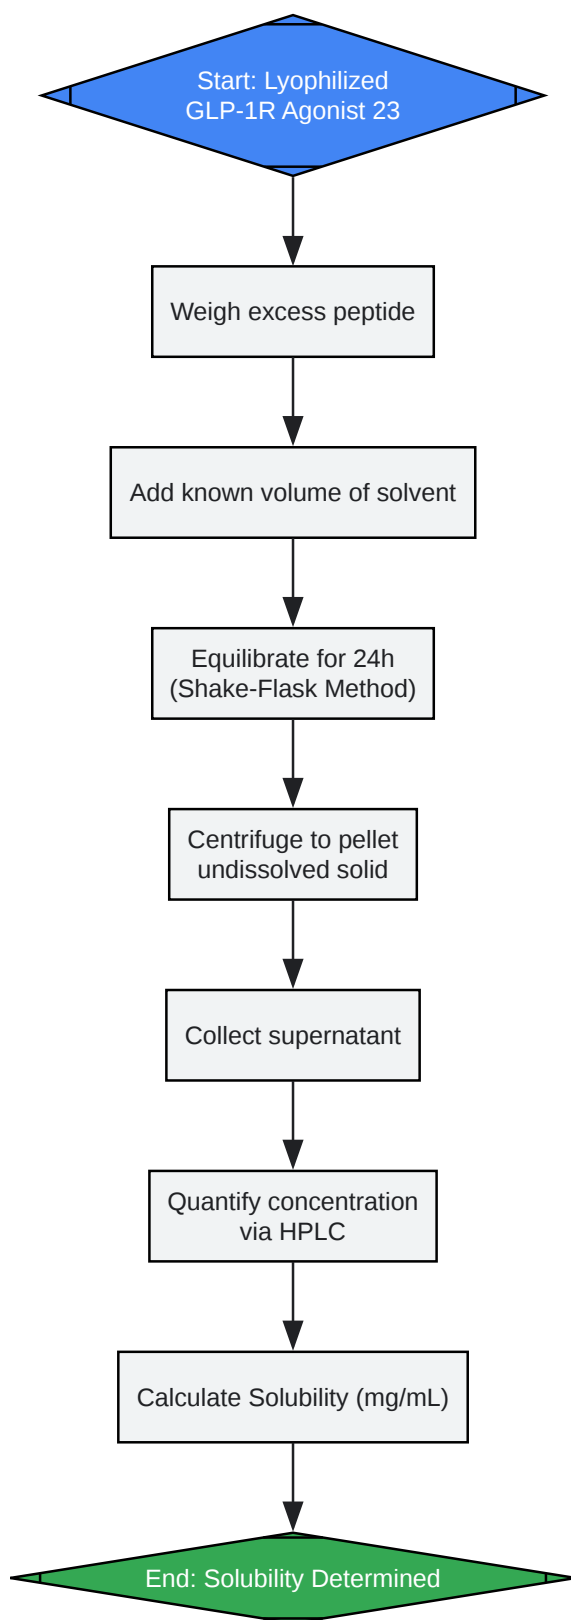 Start: Lyophilized
GLP-1R Agonist 23
Weigh excess peptide
Add known volume of solvent
Equilibrate for 24h
(Shake-Flask Method)
Centrifuge to pellet
undissolved solid
Collect supernatant
Quantify concentration
via HPLC
Calculate Solubility (mg/mL)
End: Solubility Determined